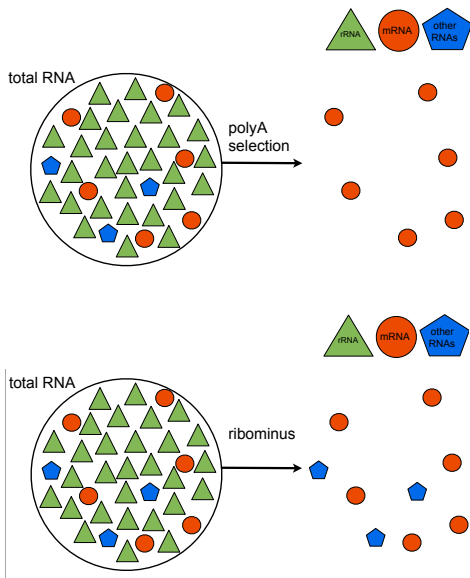 rRNA
mRNA
other
RNAs
total RNA
polyA
selection
rRNA
mRNA
other
RNAs
total RNA
ribominus